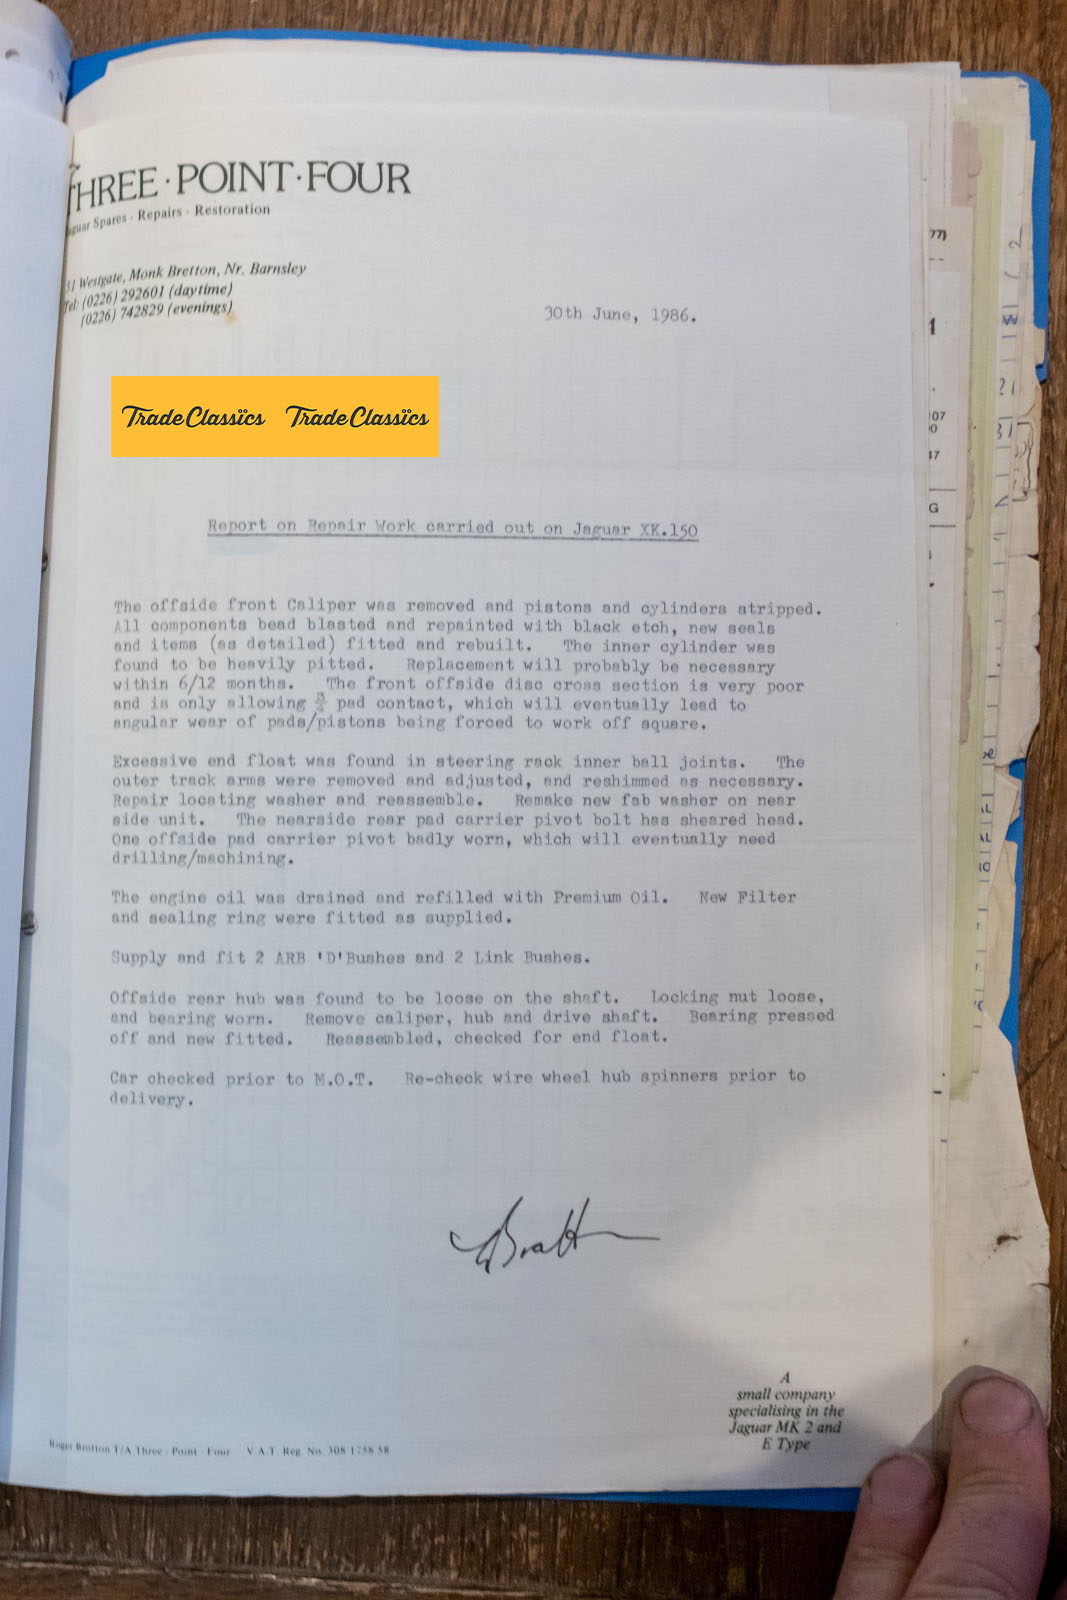 THREE · POINT · FOUR
Jaguar Spares · Repairs · Restoration
51 Westgate, Monk Bretton, Nr. Barnsley
Tel: (0226) 292601 (daytime)
(0226) 742829 (evenings)
30th June, 1986.
TradeClassics TradeClassics
Report on Repair Work carried out on Jaguar XK.150
The offside front Caliper was removed and pistons and cylinders stripped.
All components bead blasted and repainted with black etch, new seals
and items (as detailed) fitted and rebuilt. The inner cylinder was
found to be heavily pitted. Replacement will probably be necessary
within 6/12 months. The front offside disc cross section is very poor
and is only allowing ¾ pad contact, which will eventually lead to
angular wear of pads/pistons being forced to work off square.
Excessive end float was found in steering rack inner ball joints. The
outer track arms were removed and adjusted, and reshimmed as necessary.
Repair locating washer and reassemble. Remake new fab washer on near
side unit. The nearside rear pad carrier pivot bolt has sheared head.
One offside pad carrier pivot badly worn, which will eventually need
drilling/machining.
The engine oil was drained and refilled with Premium Oil. New Filter
and sealing ring were fitted as supplied.
Supply and fit 2 ARB 'D'Bushes and 2 Link Bushes.
Offside rear hub was found to be loose on the shaft. Locking nut loose,
and bearing worn. Remove caliper, hub and drive shaft. Bearing pressed
off and new fitted. Reassembled, checked for end float.
Car checked prior to M.O.T. Re-check wire wheel hub spinners prior to
delivery.
Bratt
A
small company
specialising in the
Jaguar MK 2 and
E Type
Roger Bratton T/A Three · Point · Four V.A.T. Reg. No. 308 1758 58
77)
1
07
47
G